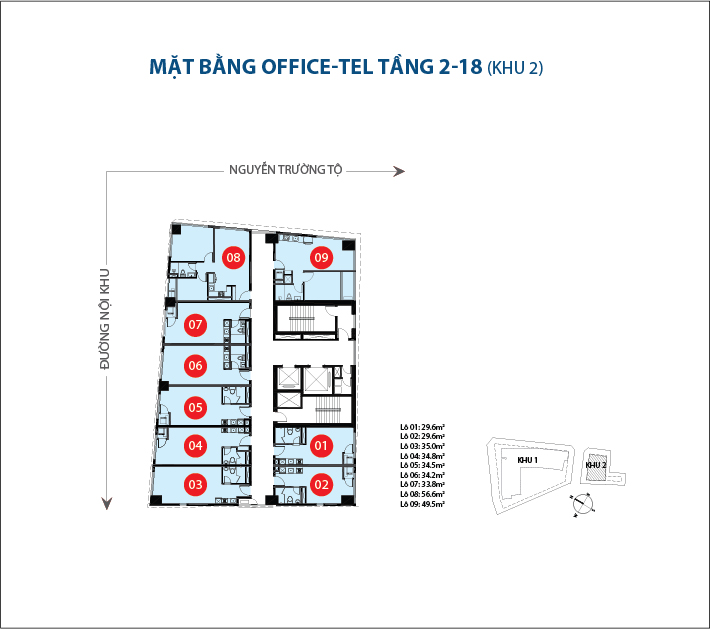 MẶT BẰNG OFFICE-TEL TẦNG 2-18 (KHU 2)
NGUYỄN TRƯỜNG TỘ
ĐƯỜNG NỘI KHU
08
09
07
06
05
04
01
03
02
Lô 01: 29.6m²
Lô 02: 29.6m²
Lô 03: 35.0m²
Lô 04: 34.8m²
Lô 05: 34.5m²
Lô 06: 34.2m²
Lô 07: 33.8m²
Lô 08: 56.6m²
Lô 09: 49.5m²
KHU 1
KHU 2